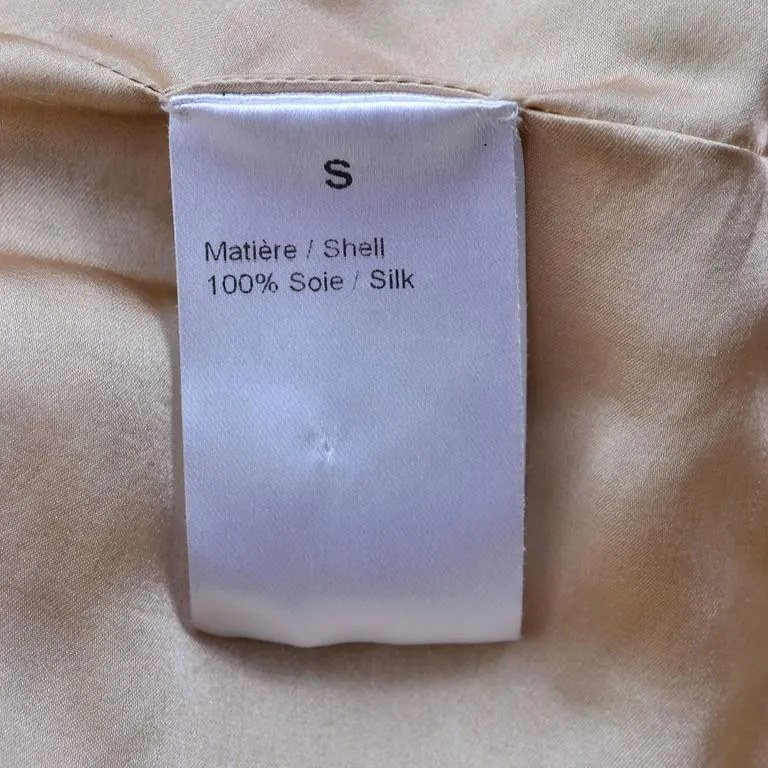 S
Matière / Shell
100% Soie / Silk